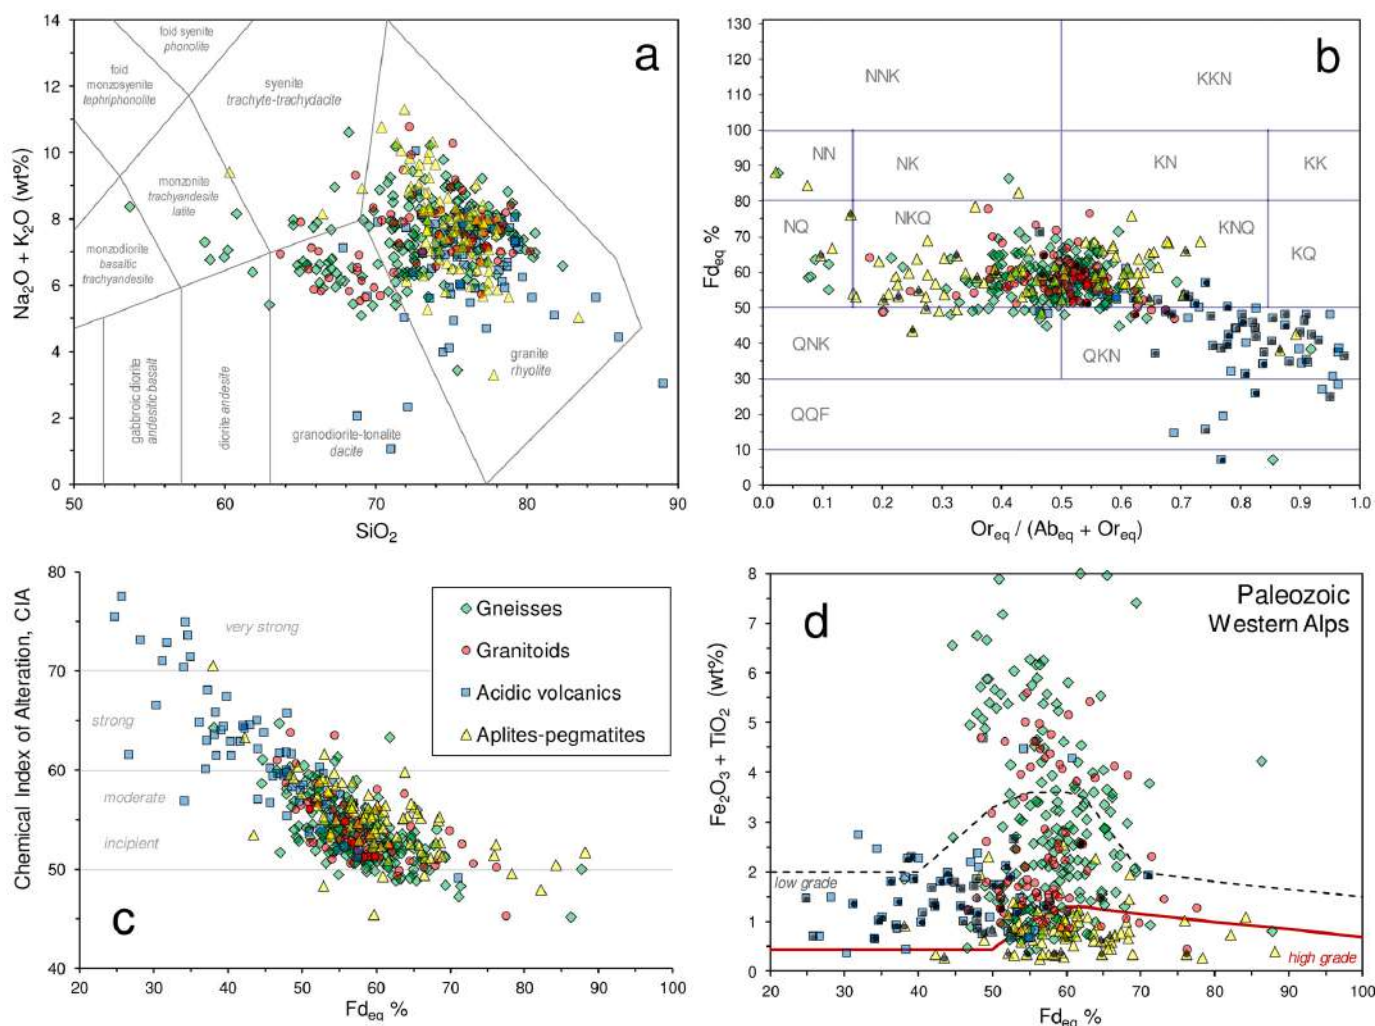 a
Na2O + K2O (wt%)
14
12
10
8
6
4
2
0
foid syenite
phonolite
foid
monzosyenite
tephriphonolite
syenite
trachyte-trachydacite
monzonite
trachyandesite
latite
monzodiorite
basaltic
trachyandesite
gabbroic diorite
andesitic basalt
diorite andesite
granodiorite-tonalite
dacite
granite
rhyolite
50
60
70
80
90
SiO2
b
Fdeq %
130
120
110
100
90
80
70
60
50
40
30
20
10
0
NNK
KKN
NN
NK
KN
KK
NQ
NKQ
KNQ
KQ
QNK
QKN
QQF
0.0
0.1
0.2
0.3
0.4
0.5
0.6
0.7
0.8
0.9
1.0
Oreq / (Abeq + Oreq)
c
Chemical Index of Alteration, CIA
80
70
60
50
40
very strong
strong
moderate
incipient
Gneisses
Granitoids
Acidic volcanics
Aplites-pegmatites
20
30
40
50
60
70
80
90
100
Fdeq %
d
Paleozoic
Western Alps
Fe2O3 + TiO2 (wt%)
8
7
6
5
4
3
2
1
0
low grade
high grade
20
30
40
50
60
70
80
90
100
Fdeq %